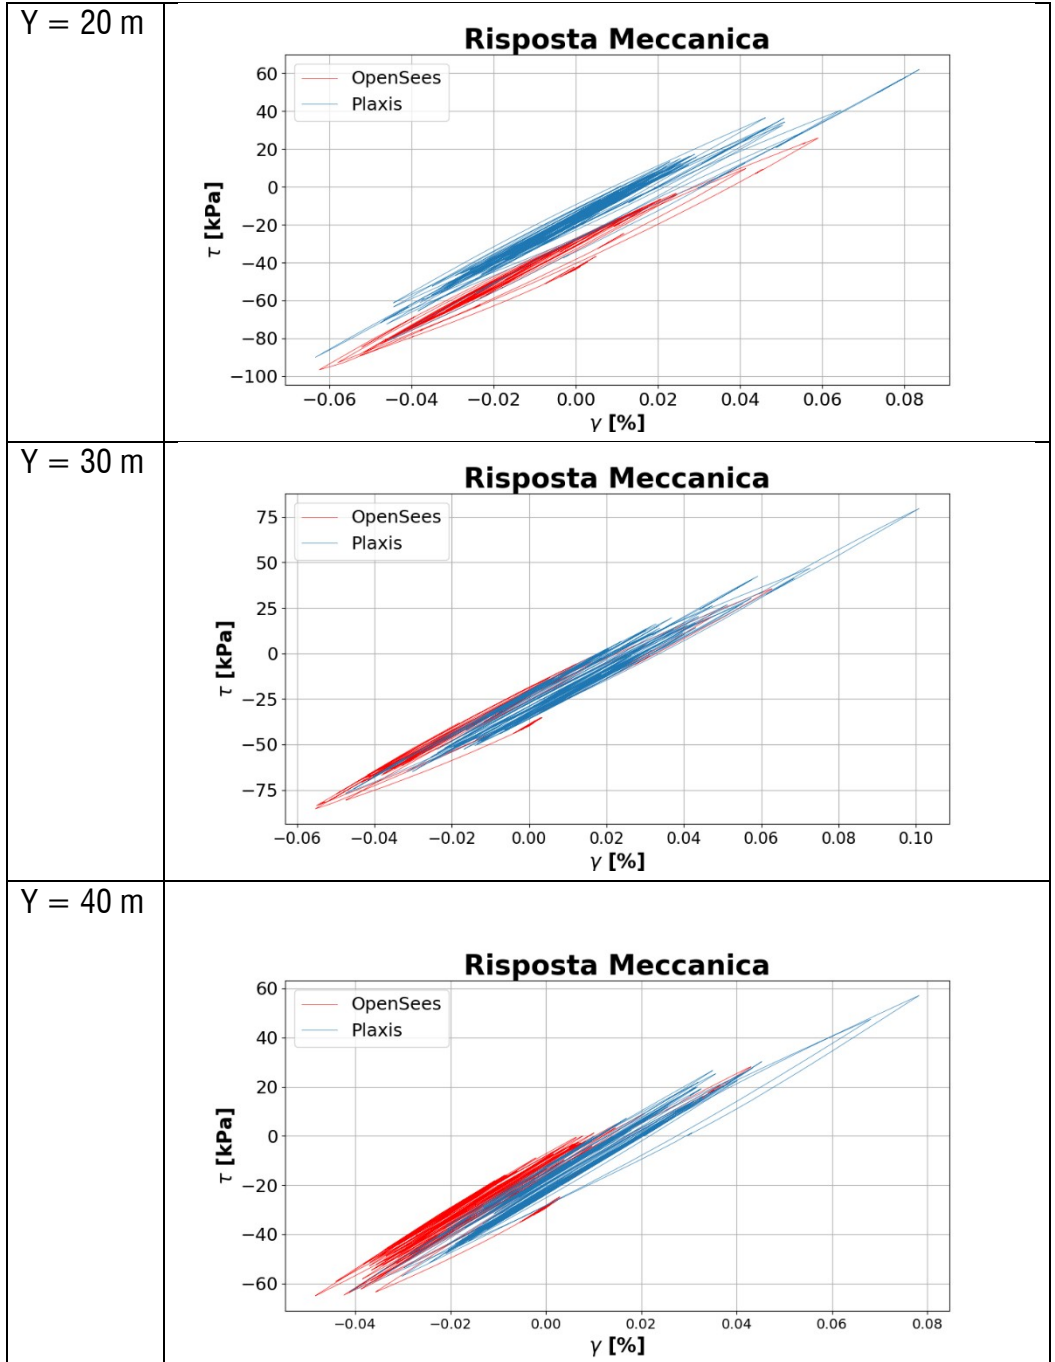 Y = 20 m
Risposta Meccanica
OpenSees
Plaxis
60
40
20
0
−20
−40
−60
−80
−100
τ [kPa]
−0.06 −0.04 −0.02 0.00 0.02 0.04 0.06 0.08
γ [%]
Y = 30 m
Risposta Meccanica
OpenSees
Plaxis
75
50
25
0
−25
−50
−75
τ [kPa]
−0.06 −0.04 −0.02 0.00 0.02 0.04 0.06 0.08 0.10
γ [%]
Y = 40 m
Risposta Meccanica
OpenSees
Plaxis
60
40
20
0
−20
−40
−60
τ [kPa]
−0.04 −0.02 0.00 0.02 0.04 0.06 0.08
γ [%]